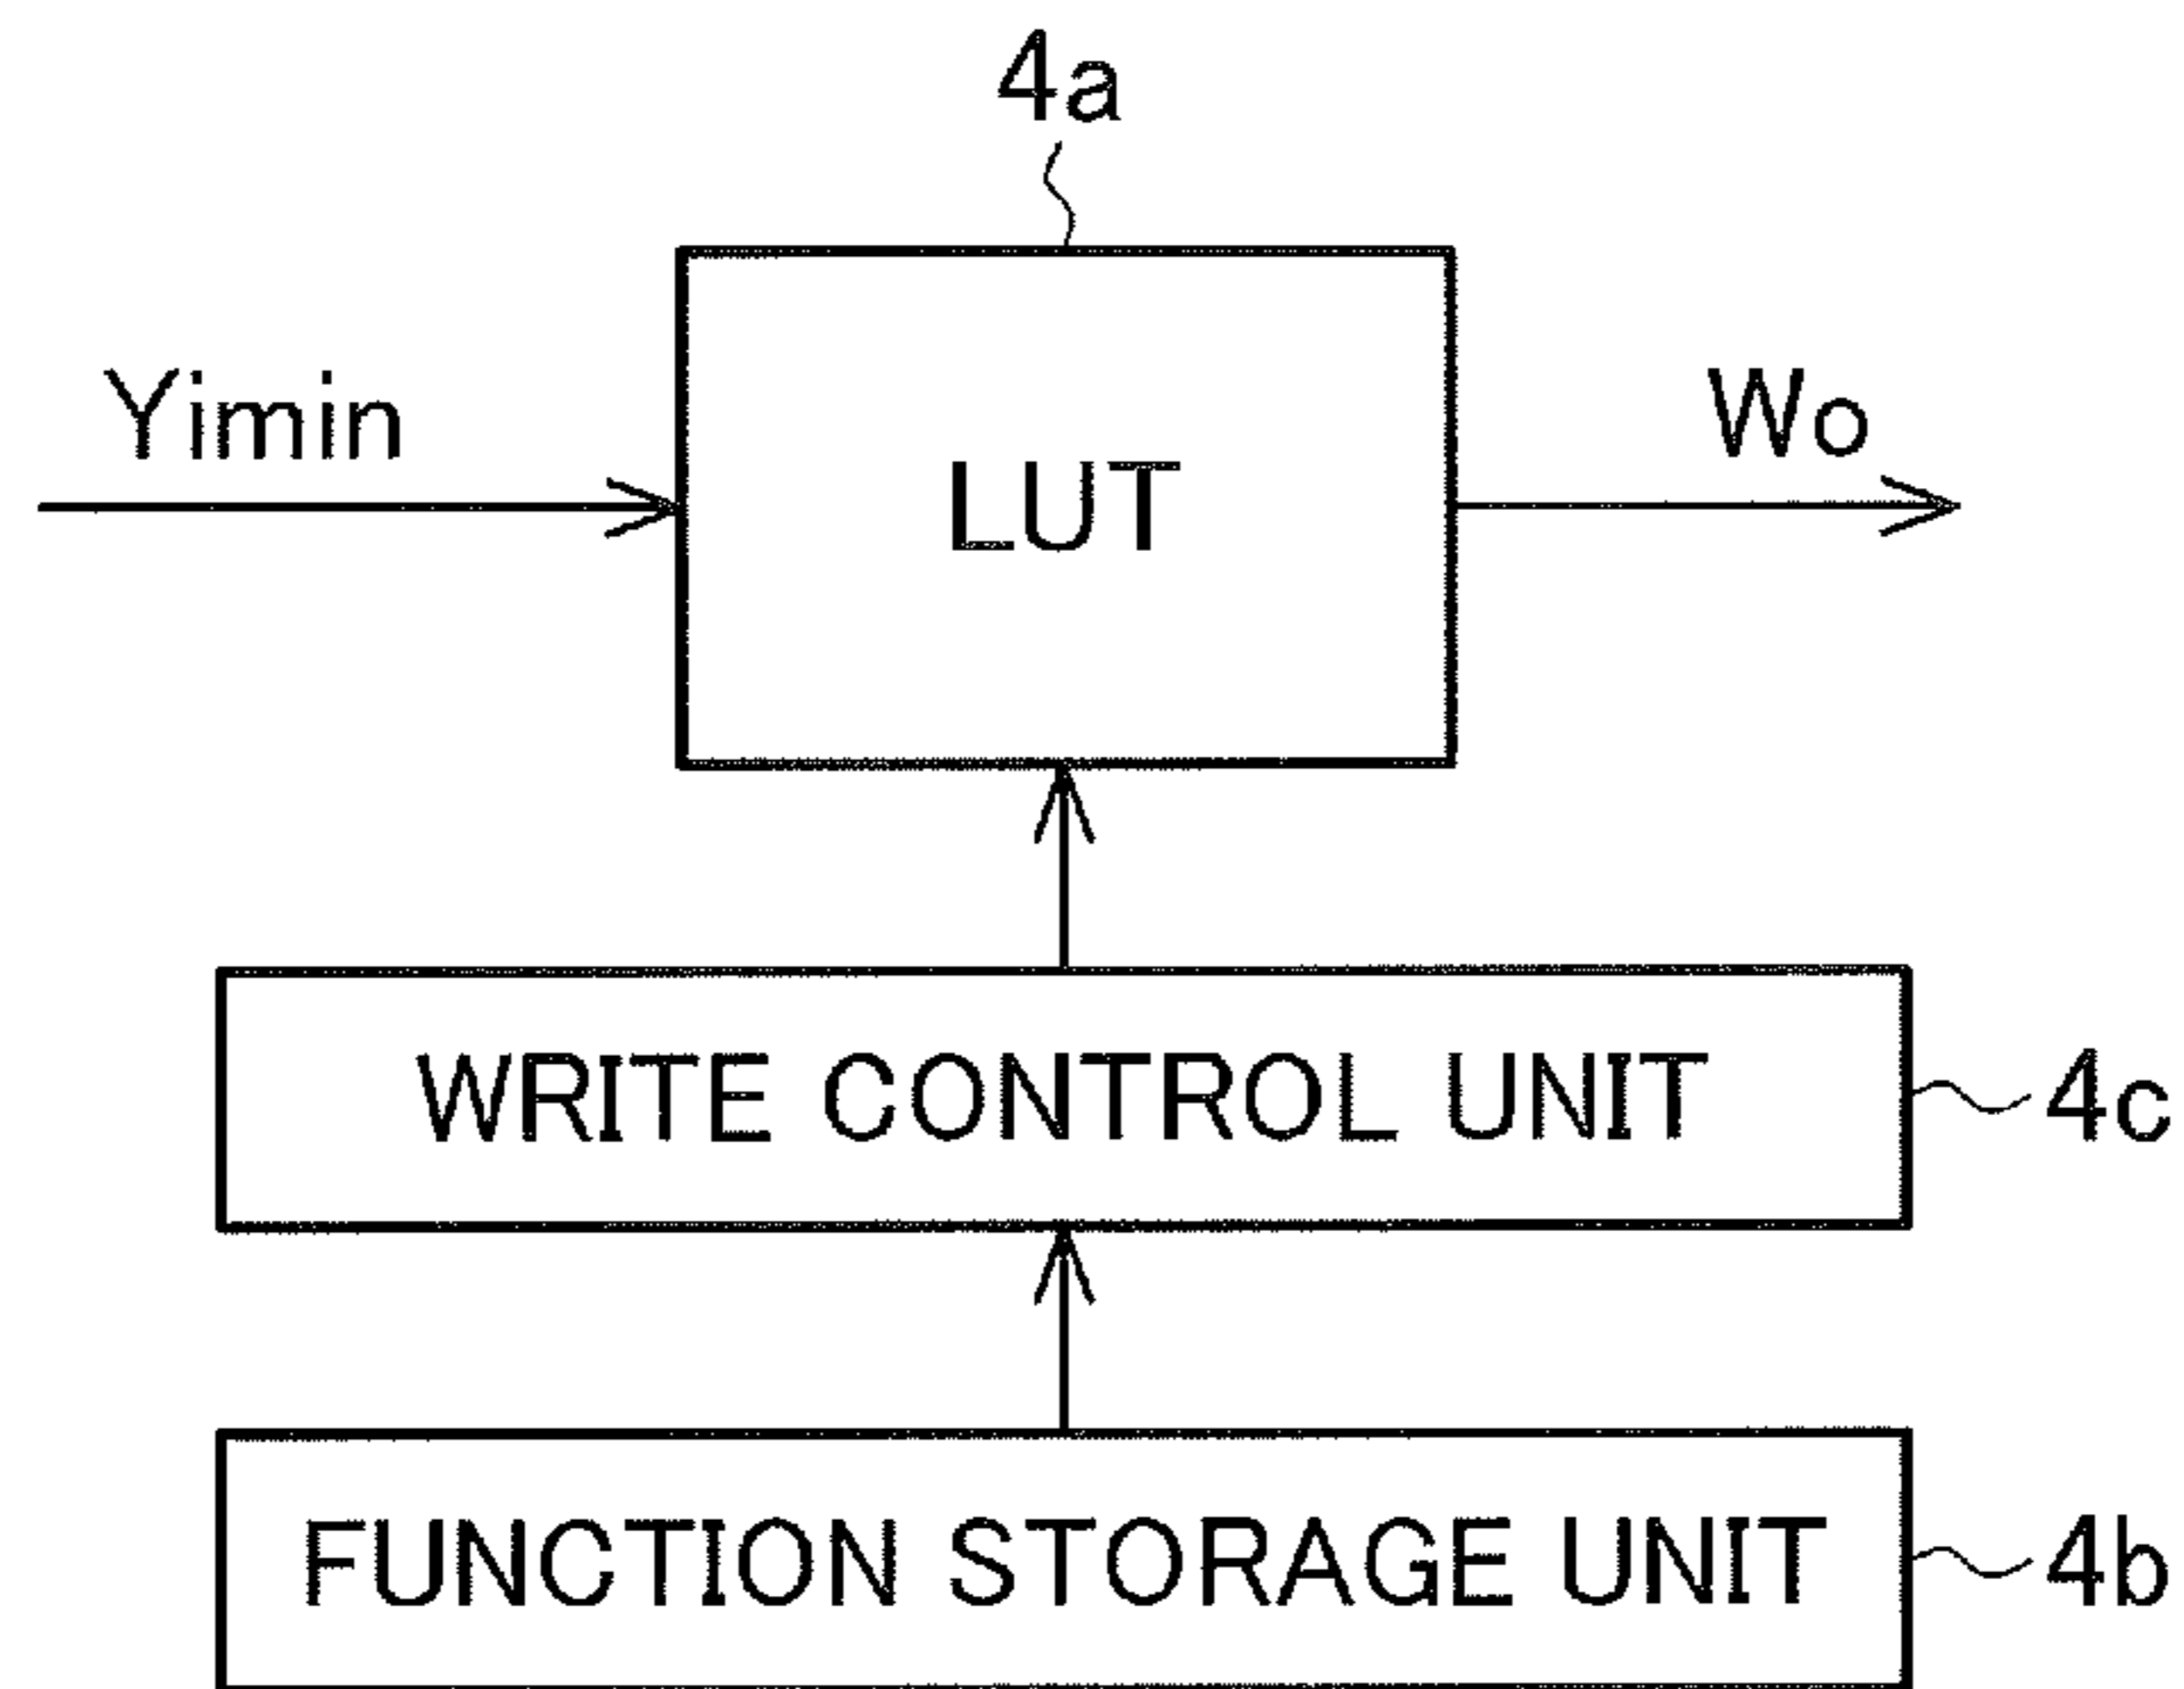 4a
Yimin
Wo
LUT
WRITE CONTROL UNIT
4c
FUNCTION STORAGE UNIT
4b